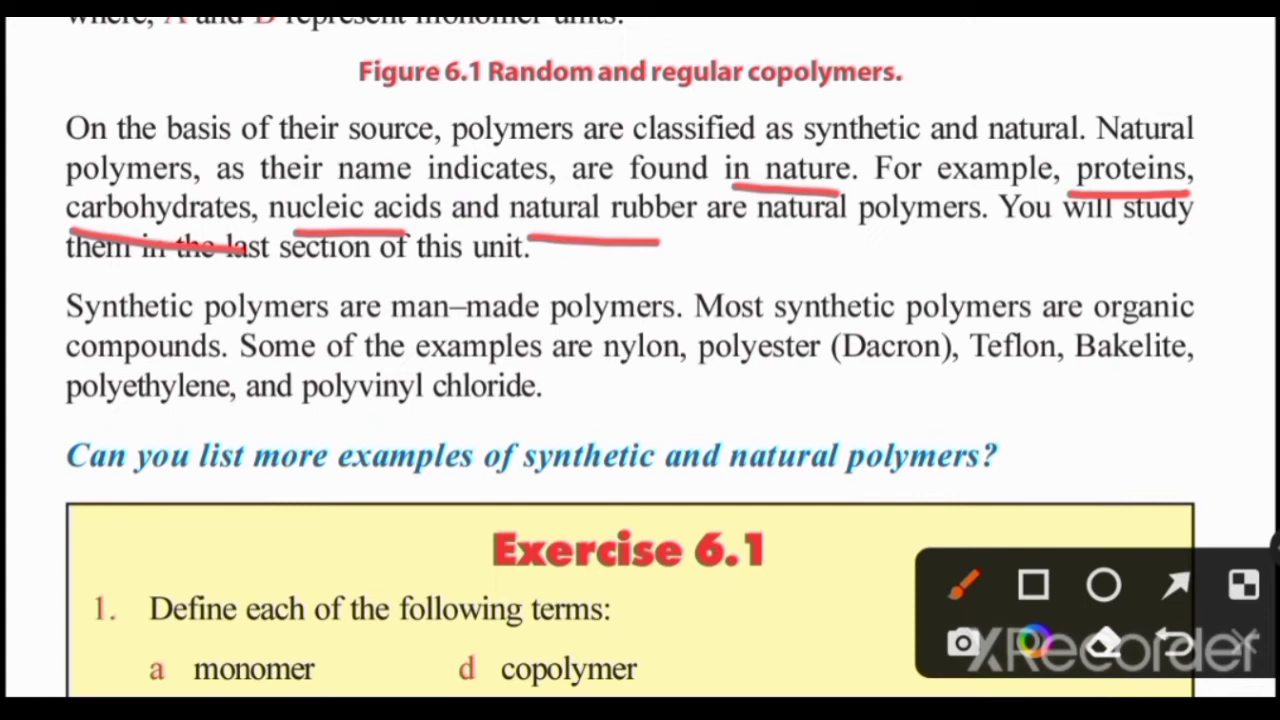 where, A and B represent monomer units.
Figure 6.1 Random and regular copolymers.
On the basis of their source, polymers are classified as synthetic and natural. Natural
polymers, as their name indicates, are found in nature. For example, proteins,
carbohydrates, nucleic acids and natural rubber are natural polymers. You will study
them in the last section of this unit.
Synthetic polymers are man–made polymers. Most synthetic polymers are organic
compounds. Some of the examples are nylon, polyester (Dacron), Teflon, Bakelite,
polyethylene, and polyvinyl chloride.
Can you list more examples of synthetic and natural polymers?
Exercise 6.1
1. Define each of the following terms:
a monomer d copolymer
XRecorder